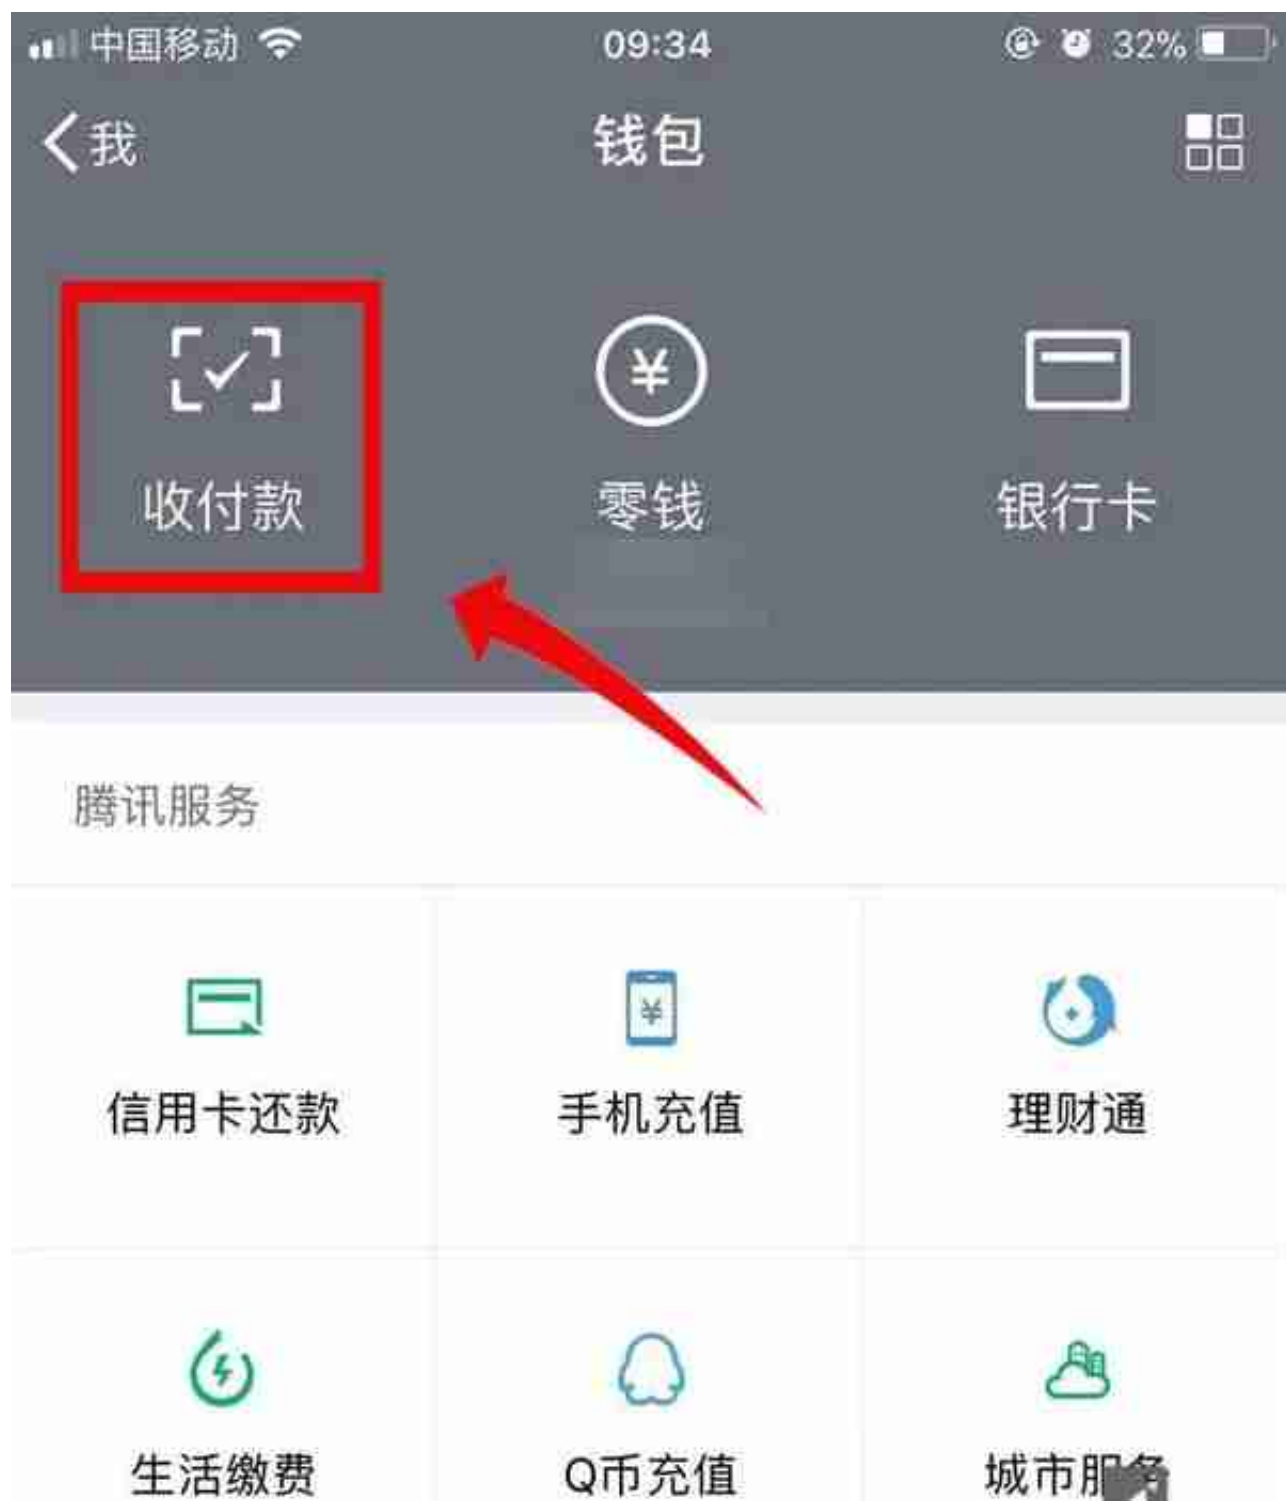 中国移动 09:34 32%
我 钱包
¥
收付款 零钱 银行卡
腾讯服务
¥
信用卡还款 手机充值 理财通
生活缴费 Q币充值 城市服务